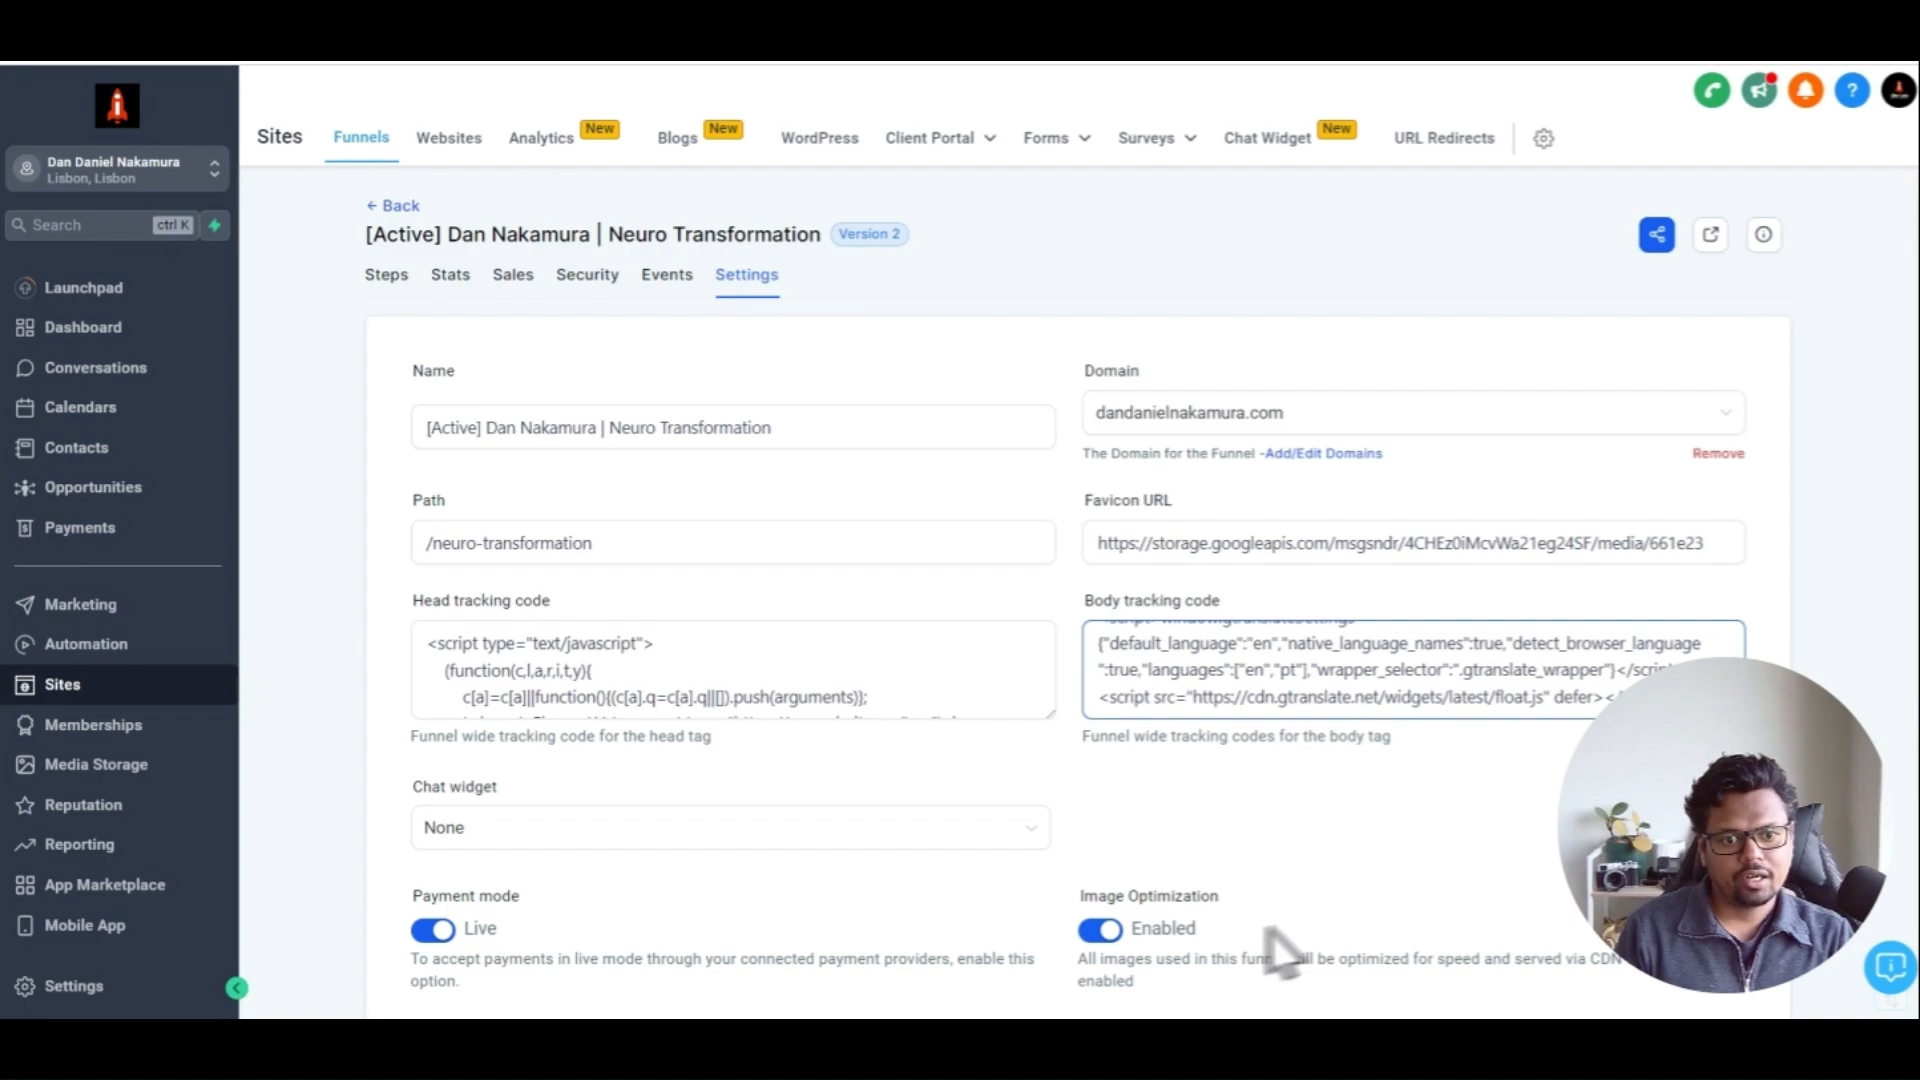 Dan Daniel Nakamura
Lisbon, Lisbon
Search
ctrl K
Launchpad
Dashboard
Conversations
Calendars
Contacts
Opportunities
Payments
Marketing
Automation
Sites
Memberships
Media Storage
Reputation
Reporting
App Marketplace
Mobile App
Settings
Sites
Funnels
Websites
Analytics
New
Blogs
New
WordPress
Client Portal
Forms
Surveys
Chat Widget
New
URL Redirects
← Back
[Active] Dan Nakamura | Neuro Transformation
Version 2
Steps
Stats
Sales
Security
Events
Settings
Name
[Active] Dan Nakamura | Neuro Transformation
Domain
dandanielnakamura.com
The Domain for the Funnel -Add/Edit Domains
Remove
Path
/neuro-transformation
Favicon URL
https://storage.googleapis.com/msgsndr/4CHEz0iMcvWa21eg24SF/media/661e23
Head tracking code
<script type="text/javascript">
(function(c,l,a,r,i,t,y){
c[a]=c[a]||function(){(c[a].q=c[a].q||[]).push(arguments)};
Funnel wide tracking code for the head tag
Body tracking code
{"default_language":"en","native_language_names":true,"detect_browser_language
":true,"languages":["en","pt"],"wrapper_selector":".gtranslate_wrapper"}</script
<script src="https://cdn.gtranslate.net/widgets/latest/float.js" defer><
Funnel wide tracking codes for the body tag
Chat widget
None
Payment mode
Live
To accept payments in live mode through your connected payment providers, enable this
option.
Image Optimization
Enabled
All images used in this be optimized for speed and served via CDN
enabled